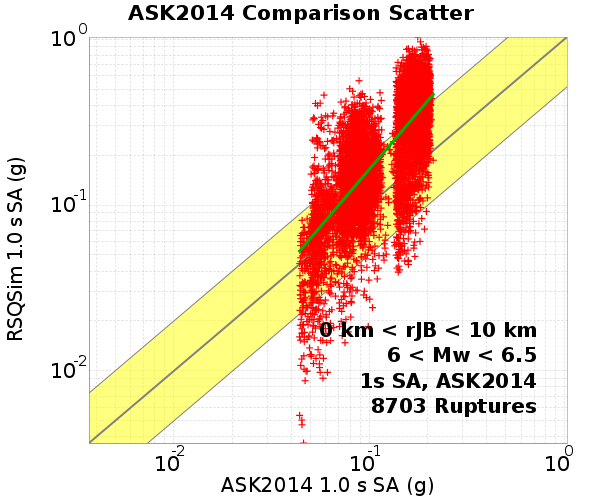 ASK2014 Comparison Scatter
10^0
10^-1
10^-2
RSQSim 1.0 s SA (g)
0 km < rJB < 10 km
6 < Mw < 6.5
1s SA, ASK2014
8703 Ruptures
10^-2 10^-1 10^0
ASK2014 1.0 s SA (g)